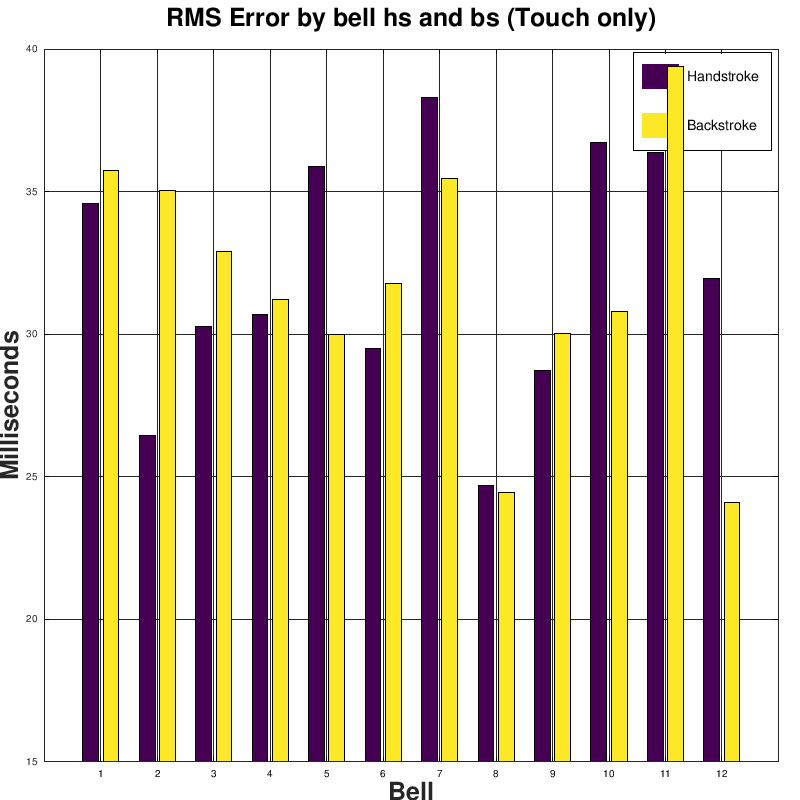 RMS Error by bell hs and bs (Touch only)
Handstroke
Backstroke
40
35
30
25
20
15
Milliseconds
1 2 3 4 5 6 7 8 9 10 11 12
Bell